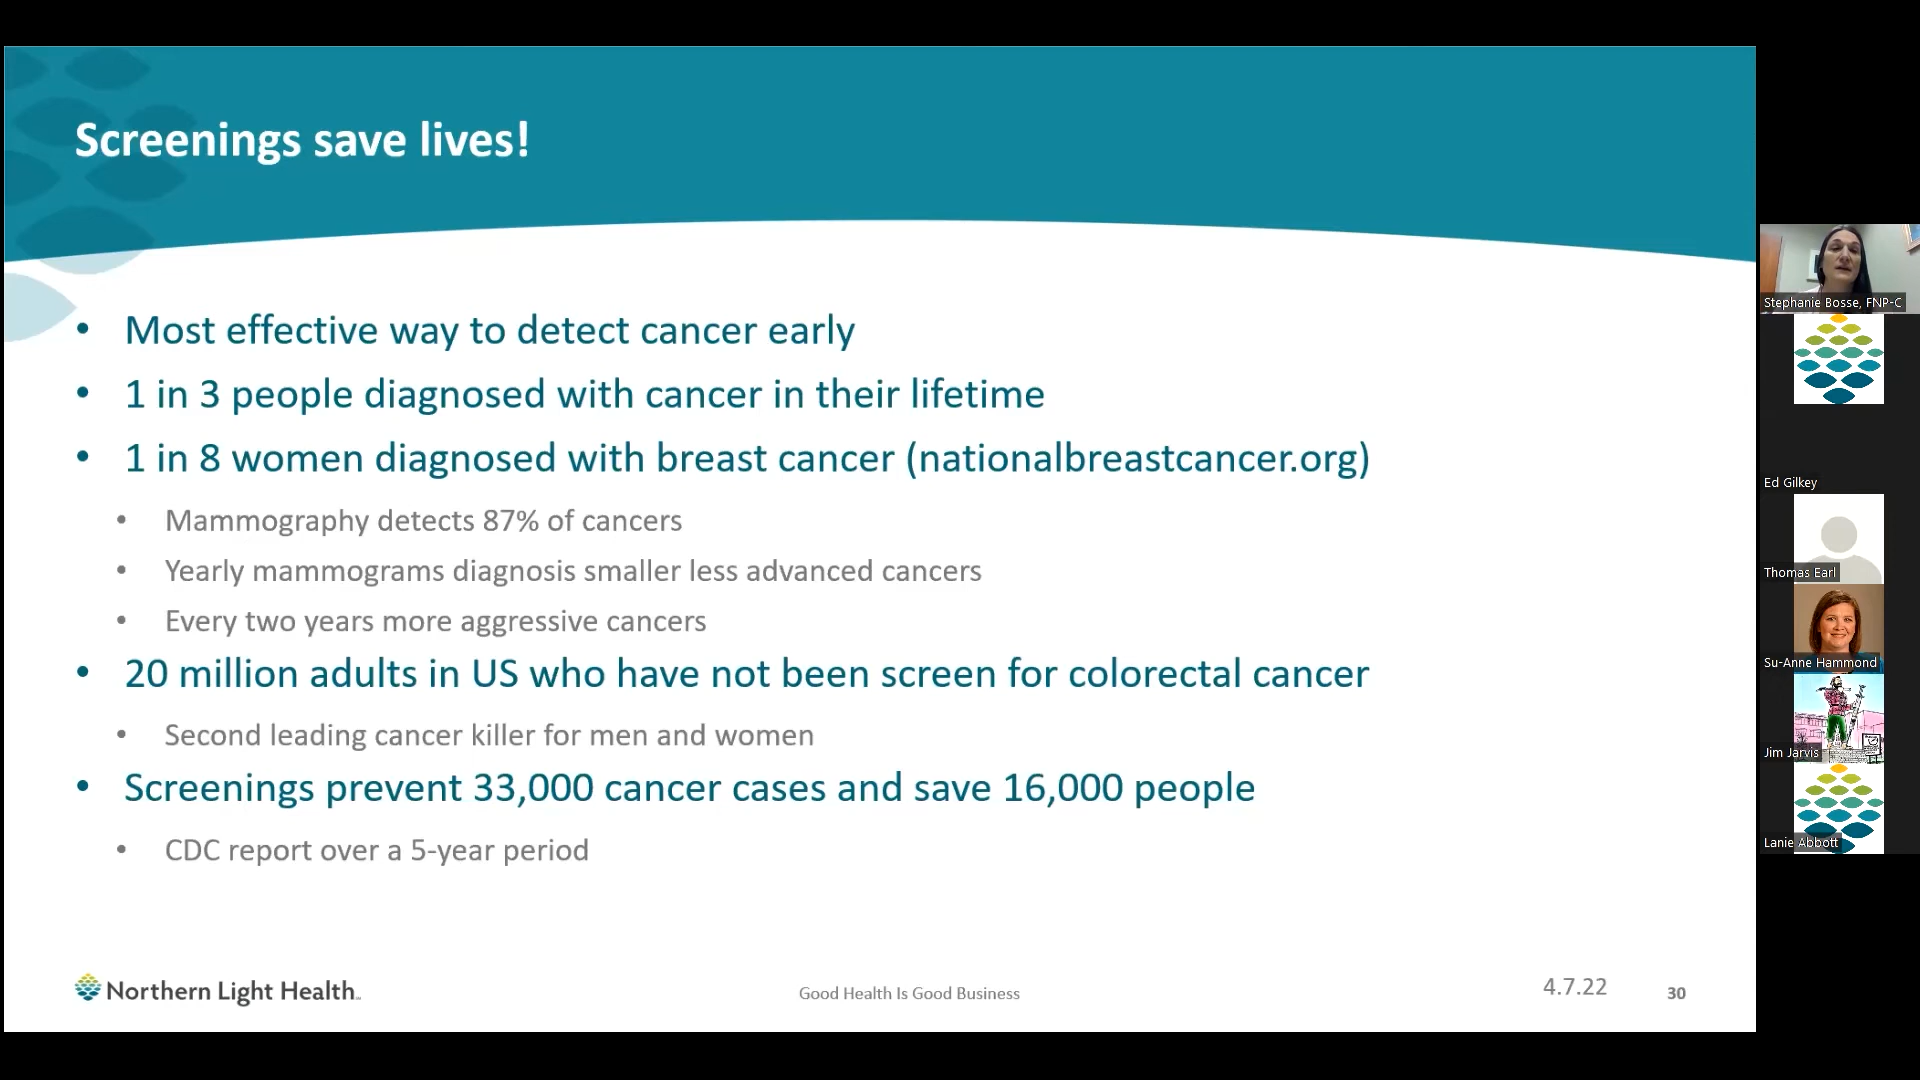 Screenings save lives!
• Most effective way to detect cancer early
• 1 in 3 people diagnosed with cancer in their lifetime
• 1 in 8 women diagnosed with breast cancer (nationalbreastcancer.org)
• Mammography detects 87% of cancers
• Yearly mammograms diagnosis smaller less advanced cancers
• Every two years more aggressive cancers
• 20 million adults in US who have not been screen for colorectal cancer
• Second leading cancer killer for men and women
• Screenings prevent 33,000 cancer cases and save 16,000 people
• CDC report over a 5-year period
Northern Light Health
Good Health Is Good Business
4.7.22
30
Stephanie Bosse, FNP-C
Ed Gilkey
Thomas Earl
Su-Anne Hammond
Jim Jarvis
Lanie Abbott